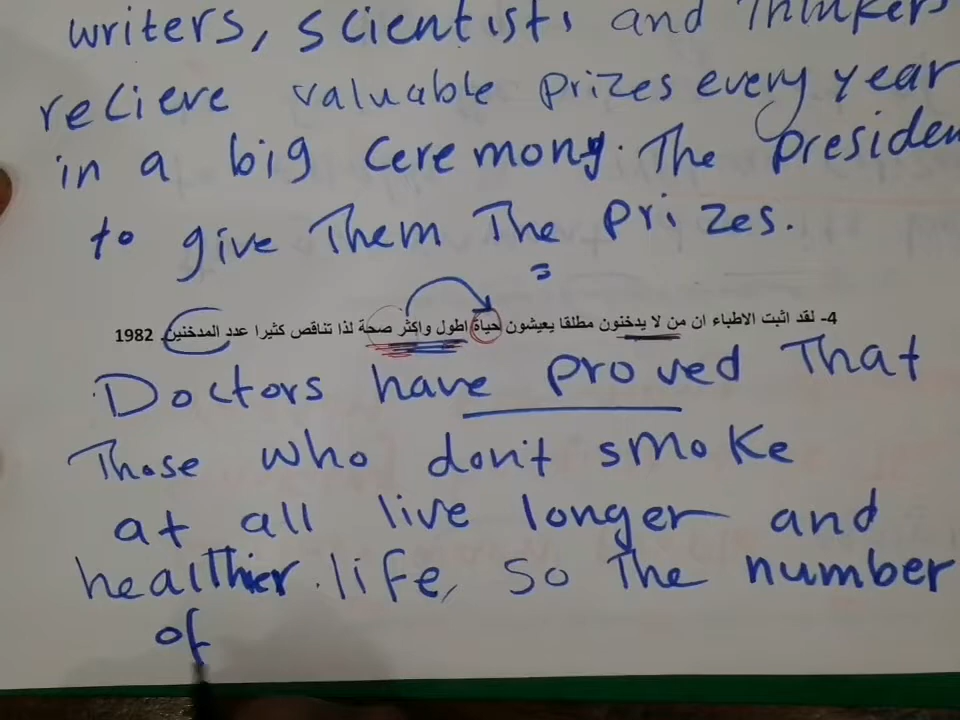 writers, scientists and Thinkers
relieve valuable prizes every year
in a big ceremony. The presiden
to give Them The prizes.
4- لقد اثبت الاطباء ان من لا يدخنون مطلقا يعيشون حياة اطول واكثر صحة لذا تناقص كثيرا عدد المدخنين. 1982
Doctors have proved That
Those who don't smoke
at all live longer and
healthier life, so The number
of